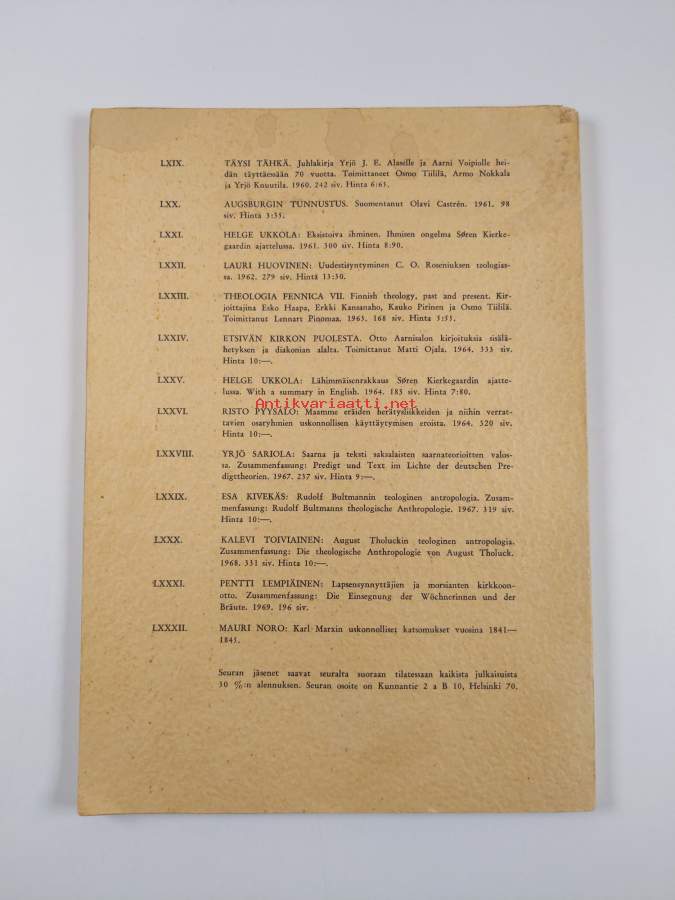 LXIX. TÄYSI TÄHKÄ. Juhlakirja Yrjö J. E. Alaselle ja Aarni Voipiolle hei-
dän täyttäessään 70 vuotta. Toimittaneet Osmo Tiililä, Armo Nokkala
ja Yrjö Knuutila. 1960. 242 siv. Hinta 6:65.
LXX. AUGSBURGIN TUNNUSTUS. Suomentanut Olavi Castrén. 1961. 98
siv. Hinta 3:35.
LXXI. HELGE UKKOLA: Eksistoiva ihminen. Ihmisen ongelma Søren Kierke-
gaardin ajattelussa. 1961. 300 siv. Hinta 8:90.
LXXII. LAURI HUOVINEN: Uudestisyntyminen C. O. Roseniuksen teologias-
sa. 1962. 279 siv. Hintä 13:30.
LXXIII. THEOLOGIA FENNICA VII. Finnish theology, past and present. Kir-
joittajina Esko Haapa, Erkki Kansanaho, Kauko Pirinen ja Osmo Tiililä.
Toimittanut Lennart Pinomaa. 1963. 168 siv. Hinta 5:55.
LXXIV. ETSIVÄN KIRKON PUOLESTA. Otto Aarnisalon kirjoituksia sisälä-
hetyksen ja diakonian alalta. Toimittanut Matti Ojala. 1964. 333 siv.
Hinta 10:—.
LXXV. HELGE UKKOLA: Lähimmäisenrakkaus Søren Kierkegaardin ajatte-
lussa. With a summary in English. 1964. 185 siv. Hinta 7:80.
Antikvariaatti.net
LXXVI. RISTO PYYSALO: Maamme eräiden herätysliikkeiden ja niihin verrat-
tavien osaryhmien uskonnollisen käyttäytymisen eroista. 1964. 320 siv.
Hinta 10:—.
LXXVIII. YRJÖ SARIOLA: Saarna ja teksti saksalaisten saarnateorioitten valos-
sa. Zusammenfassung: Predigt und Text im Lichte der deutschen Pre-
digttheorien. 1967. 237 siv. Hinta 9:—.
LXXIX. ESA KIVEKÄS: Rudolf Bultmannin teologinen antropologia. Zusam-
menfassung: Rudolf Bultmanns theologische Anthropologie. 1967. 319 siv.
Hinta 10:—.
LXXX. KALEVI TOIVIAINEN: August Tholuckin teologinen antropologia.
Zusammenfassung: Die theologische Anthropologie von August Tholuck.
1968. 331 siv. Hinta 10:—.
LXXXI. PENTTI LEMPIÄINEN: Lapsensynnyttäjien ja morsianten kirkkoon-
otto. Zusammenfassung: Die Einsegnung der Wöchnerinnen und der
Bräute. 1969. 196 siv.
LXXXII. MAURI NORO: Karl Marxin uskonnolliset katsomukset vuosina 1841—
1845.
Seuran jäsenet saavat seuralta suoraan tilatessaan kaikista julkaisuista
30 %:n alennuksen. Seuran osoite on Kunnantie 2 a B 10, Helsinki 70.